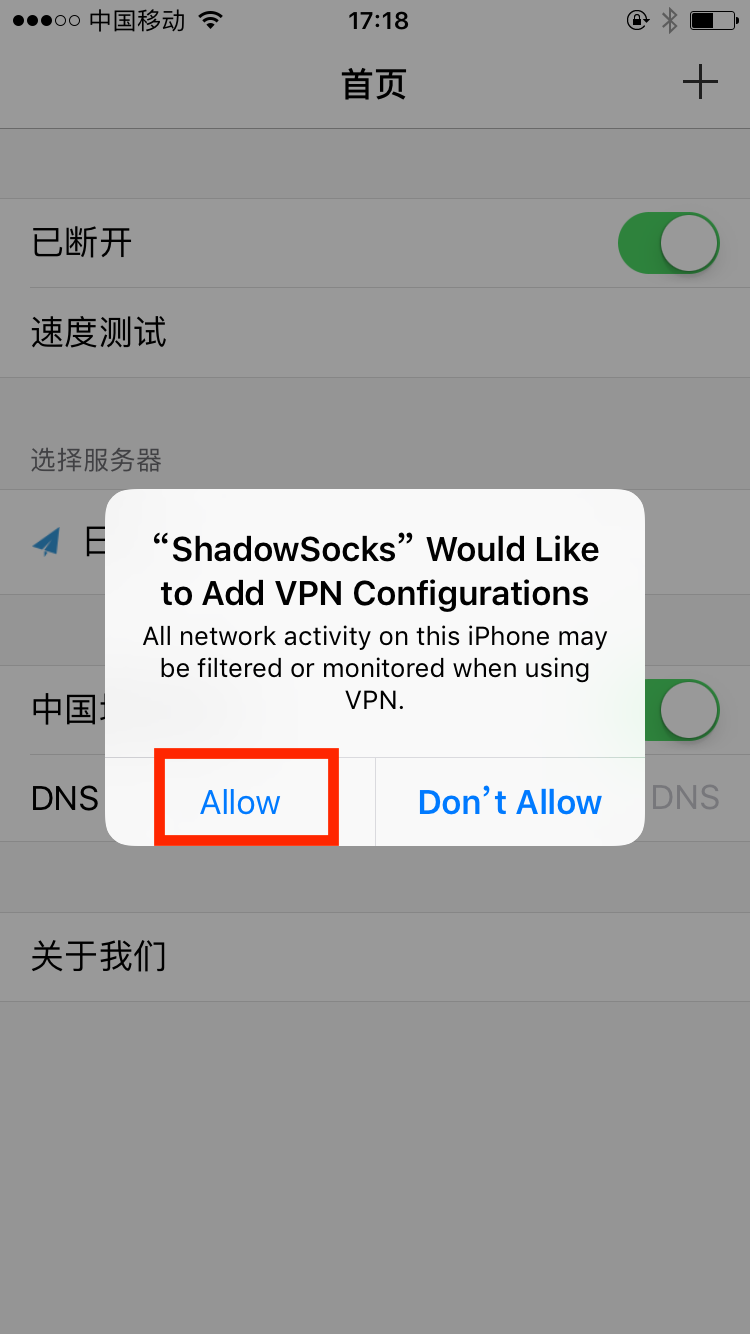 中国移动 17:18
首页
已断开
速度测试
选择服务器
“ShadowSocks” Would Like
to Add VPN Configurations
All network activity on this iPhone may
be filtered or monitored when using
VPN.
中国
DNS DNS
Allow Don’t Allow
关于我们